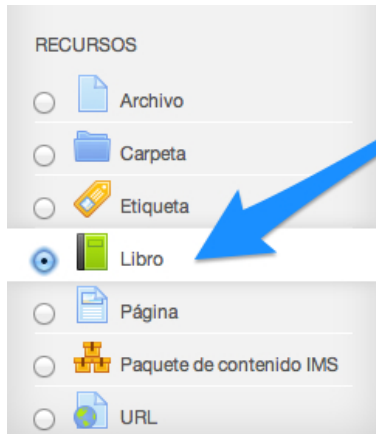 RECURSOS
Archivo
Carpeta
Etiqueta
Libro
Página
Paquete de contenido IMS
URL